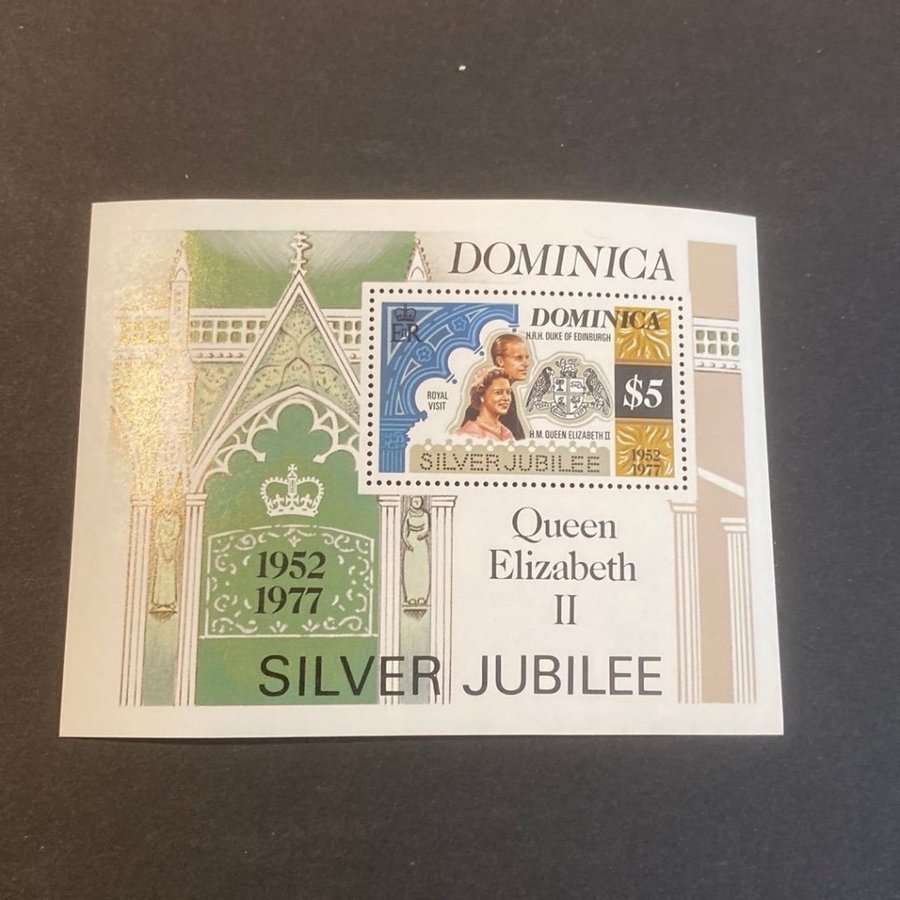 DOMINICA
EIIR
DOMINICA
H.R.H. DUKE OF EDINBURGH
ROYAL
VISIT
$5
H.M. QUEEN ELIZABETH II
SILVER JUBILEE
1952
1977
Queen
Elizabeth
II
1952
1977
SILVER JUBILEE